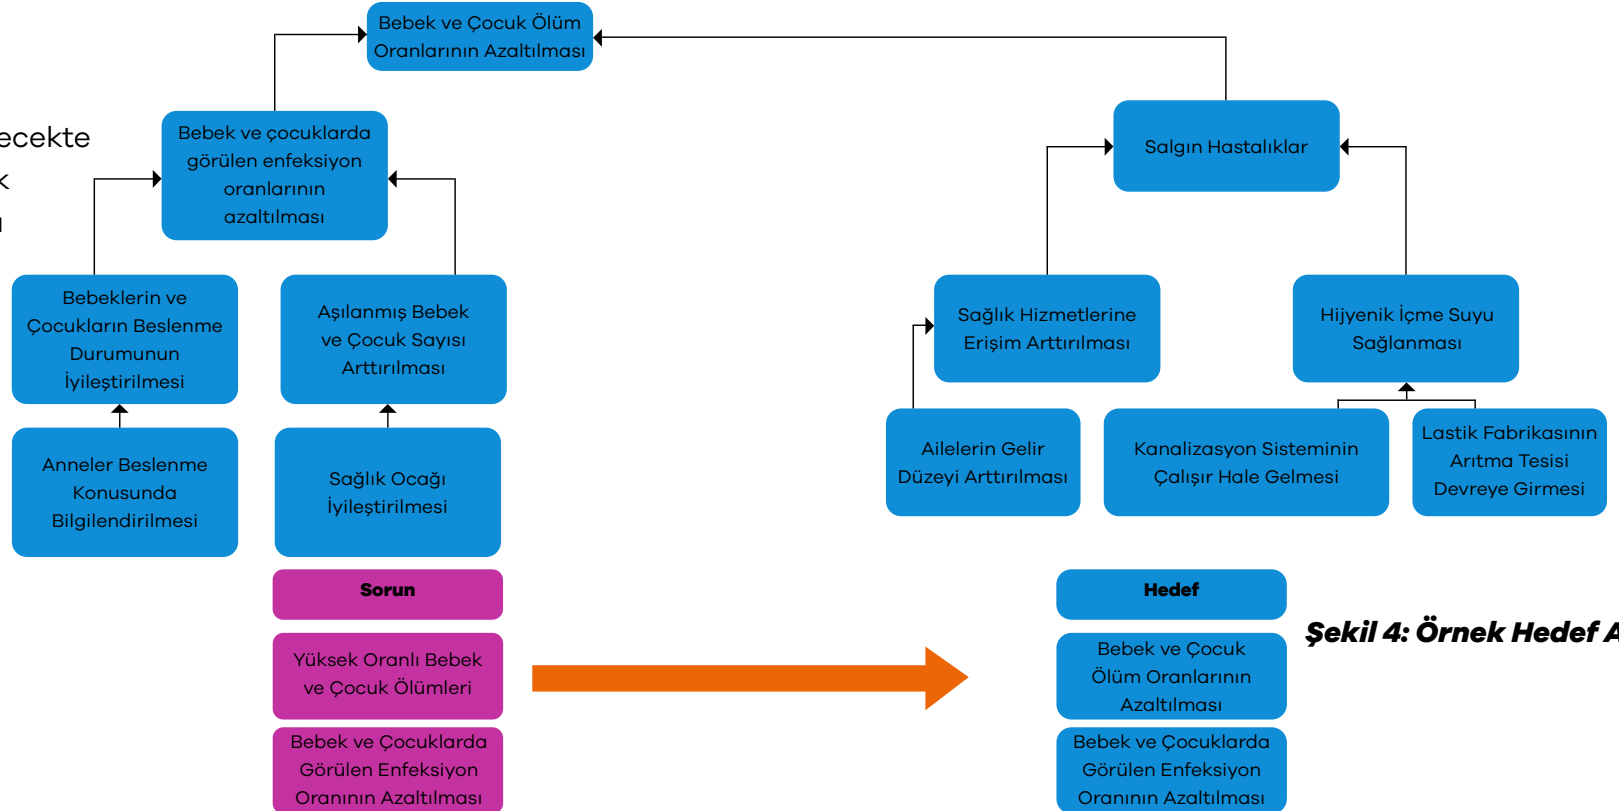 Bebek ve Çocuk Ölüm
Oranlarının Azaltılması
Bebek ve çocuklarda
görülen enfeksiyon
oranlarının
azaltılması
Salgın Hastalıklar
Bebeklerin ve
Çocukların Beslenme
Durumunun
İyileştirilmesi
Aşılanmış Bebek
ve Çocuk Sayısı
Arttırılması
Sağlık Hizmetlerine
Erişim Arttırılması
Hijyenik İçme Suyu
Sağlanması
Anneler Beslenme
Konusunda
Bilgilendirilmesi
Sağlık Ocağı
İyileştirilmesi
Ailelerin Gelir
Düzeyi Arttırılması
Kanalizasyon Sisteminin
Çalışır Hale Gelmesi
Lastik Fabrikasının
Arıtma Tesisi
Devreye Girmesi
Sorun
Yüksek Oranlı Bebek
ve Çocuk Ölümleri
Bebek ve Çocuklarda
Görülen Enfeksiyon
Oranının Azaltılması
Hedef
Bebek ve Çocuk
Ölüm Oranlarının
Azaltılması
Bebek ve Çocuklarda
Görülen Enfeksiyon
Oranının Azaltılması
Şekil 4: Örnek Hedef